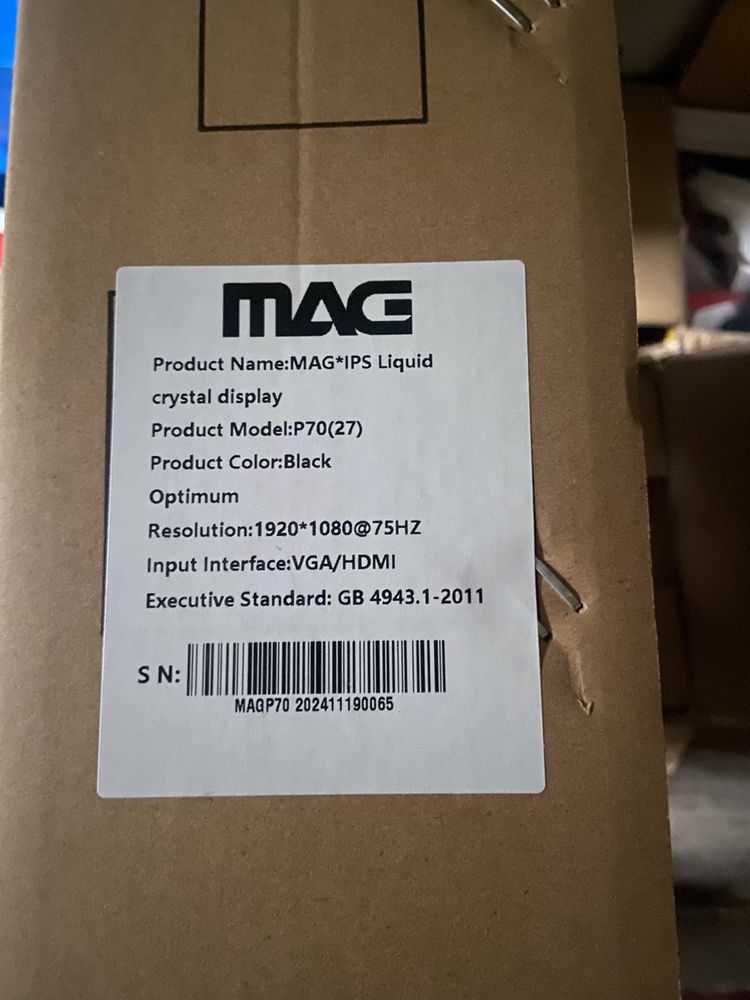 MAG
Product Name:MAG*IPS Liquid
crystal display
Product Model:P70(27)
Product Color:Black
Optimum
Resolution:1920*1080@75HZ
Input Interface:VGA/HDMI
Executive Standard: GB 4943.1-2011
S N:
MAGP70 202411190065